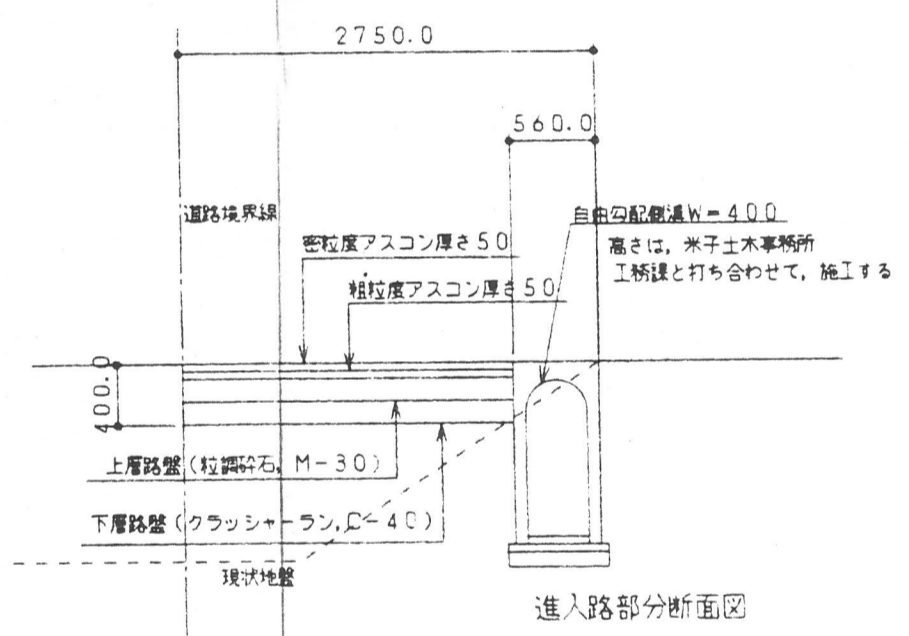 2750.0
560.0
道路境界線
自由勾配側溝W-400
高さは, 米子土木事務所
工務課と打ち合わせて, 施工する
密粒度アスコン厚さ50
粗粒度アスコン厚さ50
400.0
上層路盤(粒調砕石, M-30)
下層路盤(クラッシャーラン, C-40)
現状地盤
進入路部分断面図